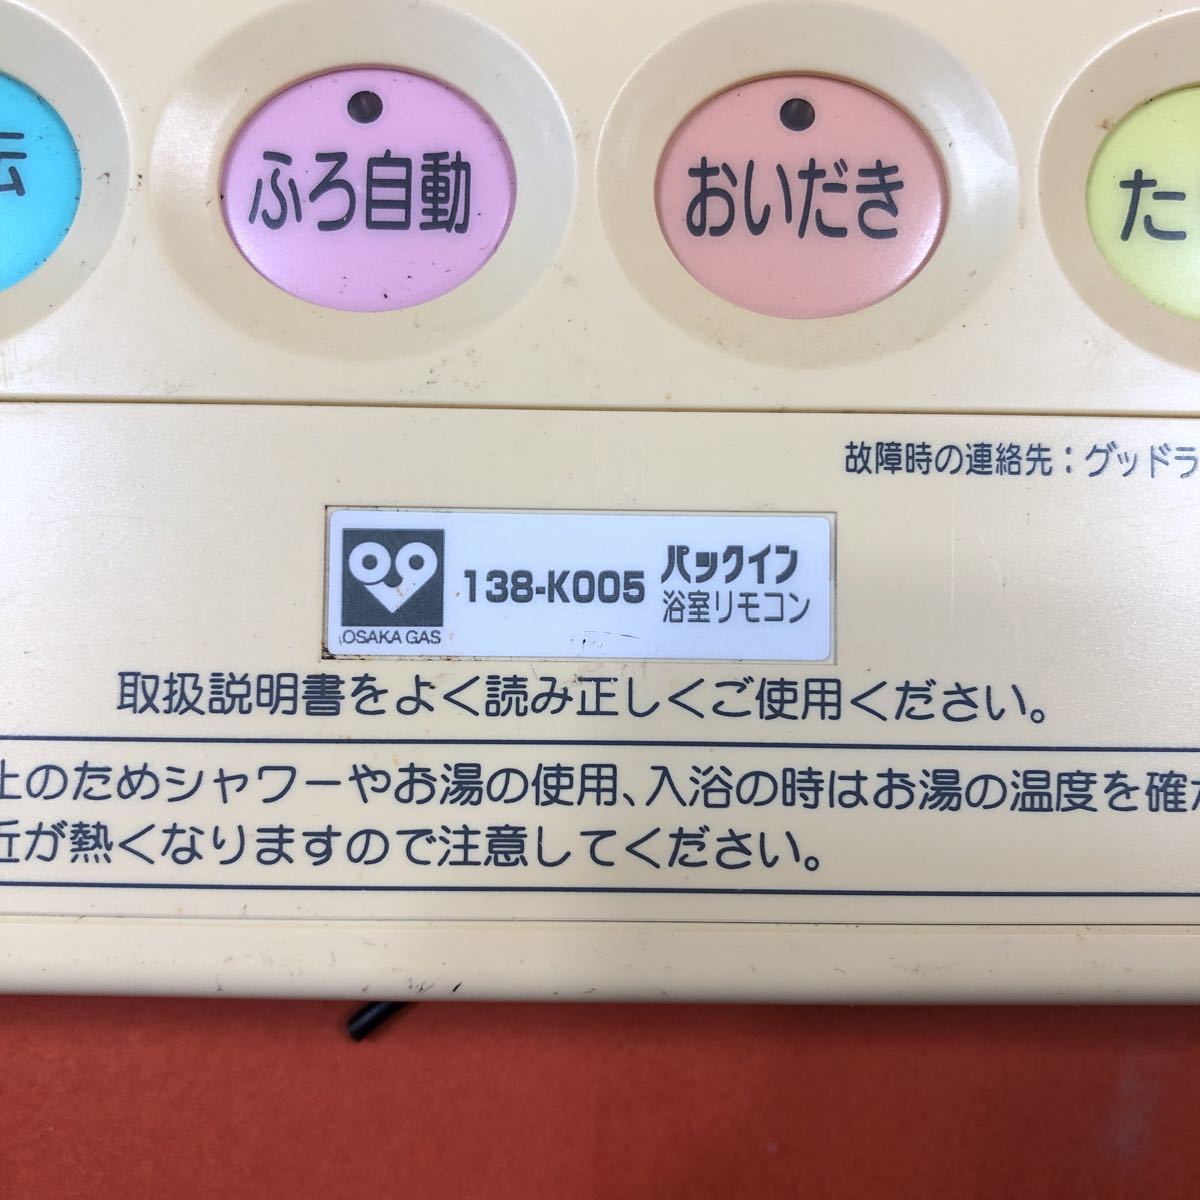 ふろ自動
おいだき
た
故障時の連絡先：グッドラ
138-K005
パックイン
浴室リモコン
OSAKA GAS
取扱説明書をよく読み正しくご使用ください。
止のためシャワーやお湯の使用、入浴の時はお湯の温度を確
近が熱くなりますので注意してください。